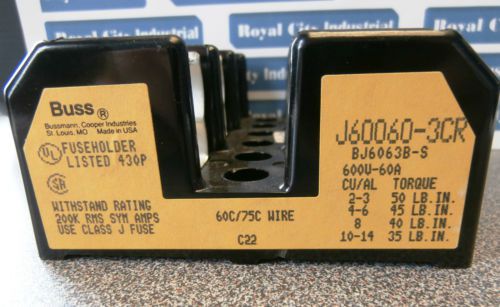 Royal City Industrial
Royal City Industrial
Buss®
Bussmann, Cooper Industries
St. Louis, MO Made in USA
UL FUSEHOLDER
LISTED 430P
SA
WITHSTAND RATING
200K RMS SYM AMPS
USE CLASS J FUSE
60C/75C WIRE
C22
J60060-3CR
BJ6063B-S
600V-60A
CU/AL TORQUE
2-3 50 LB.IN.
4-6 45 LB.IN.
8 40 LB.IN.
10-14 35 LB.IN.